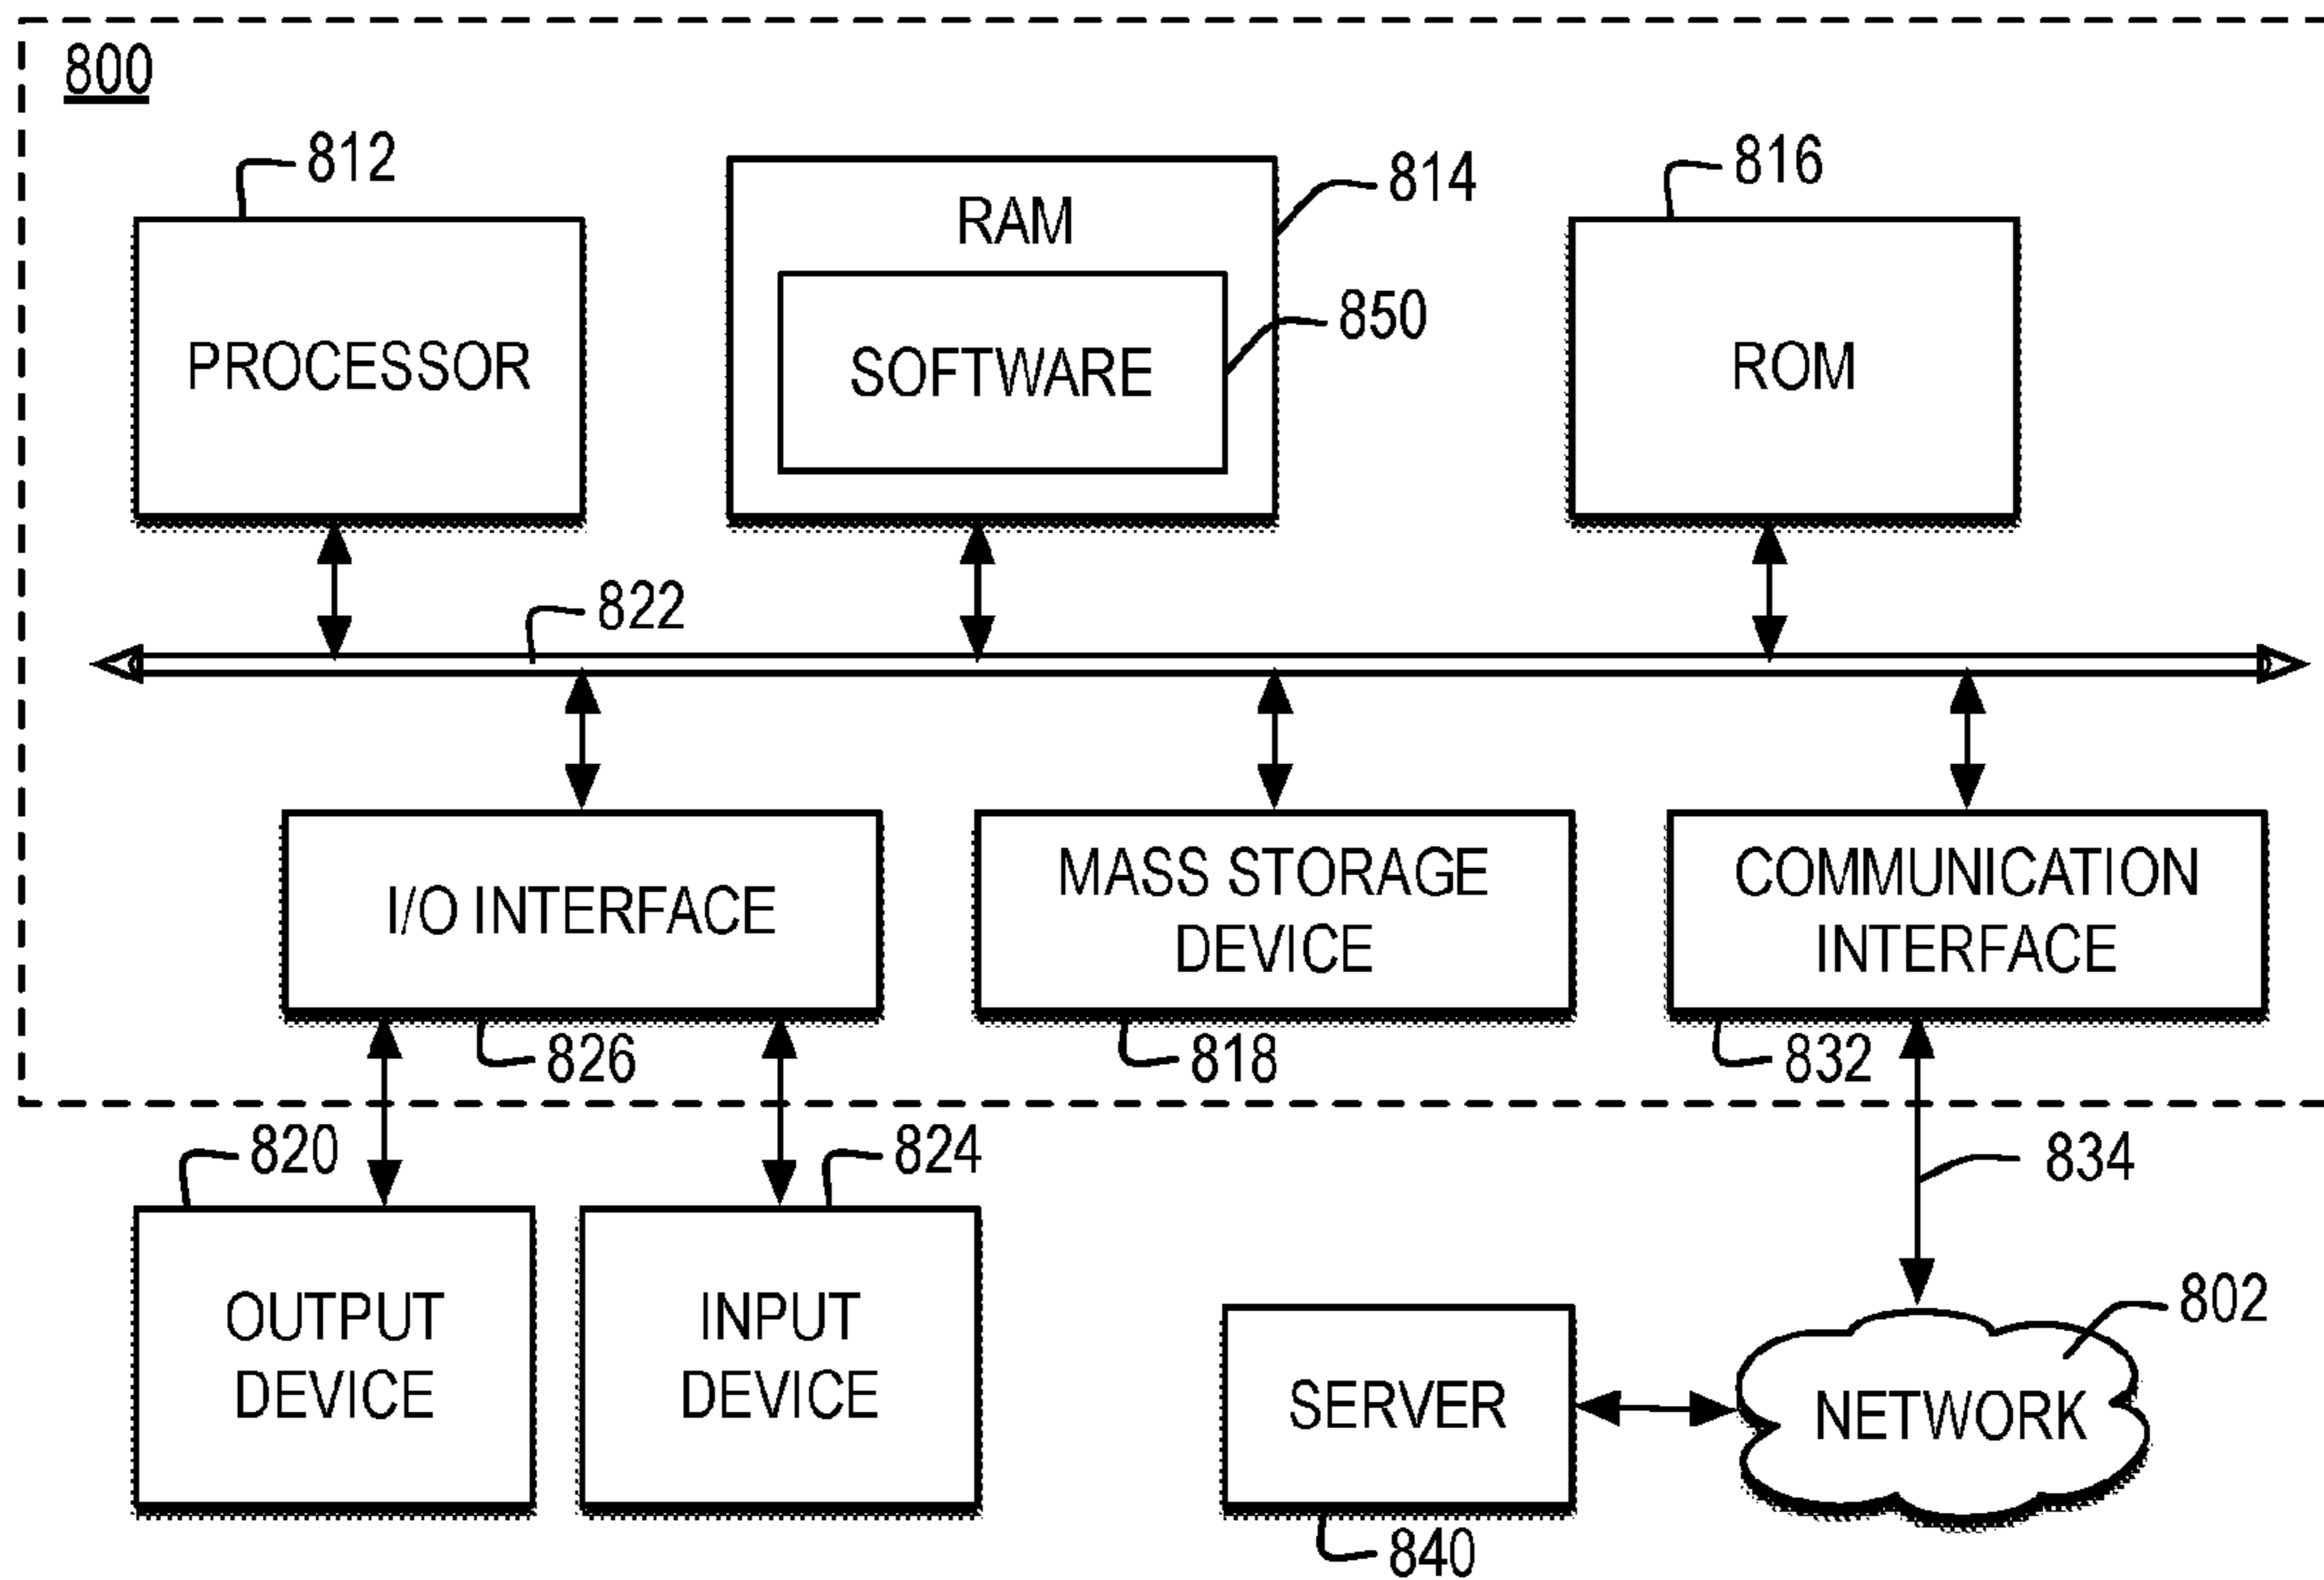 800
812
814
816
RAM
850
PROCESSOR
SOFTWARE
ROM
822
I/O INTERFACE
MASS STORAGE
DEVICE
COMMUNICATION
INTERFACE
826
818
832
820
824
834
OUTPUT
DEVICE
INPUT
DEVICE
802
SERVER
NETWORK
840